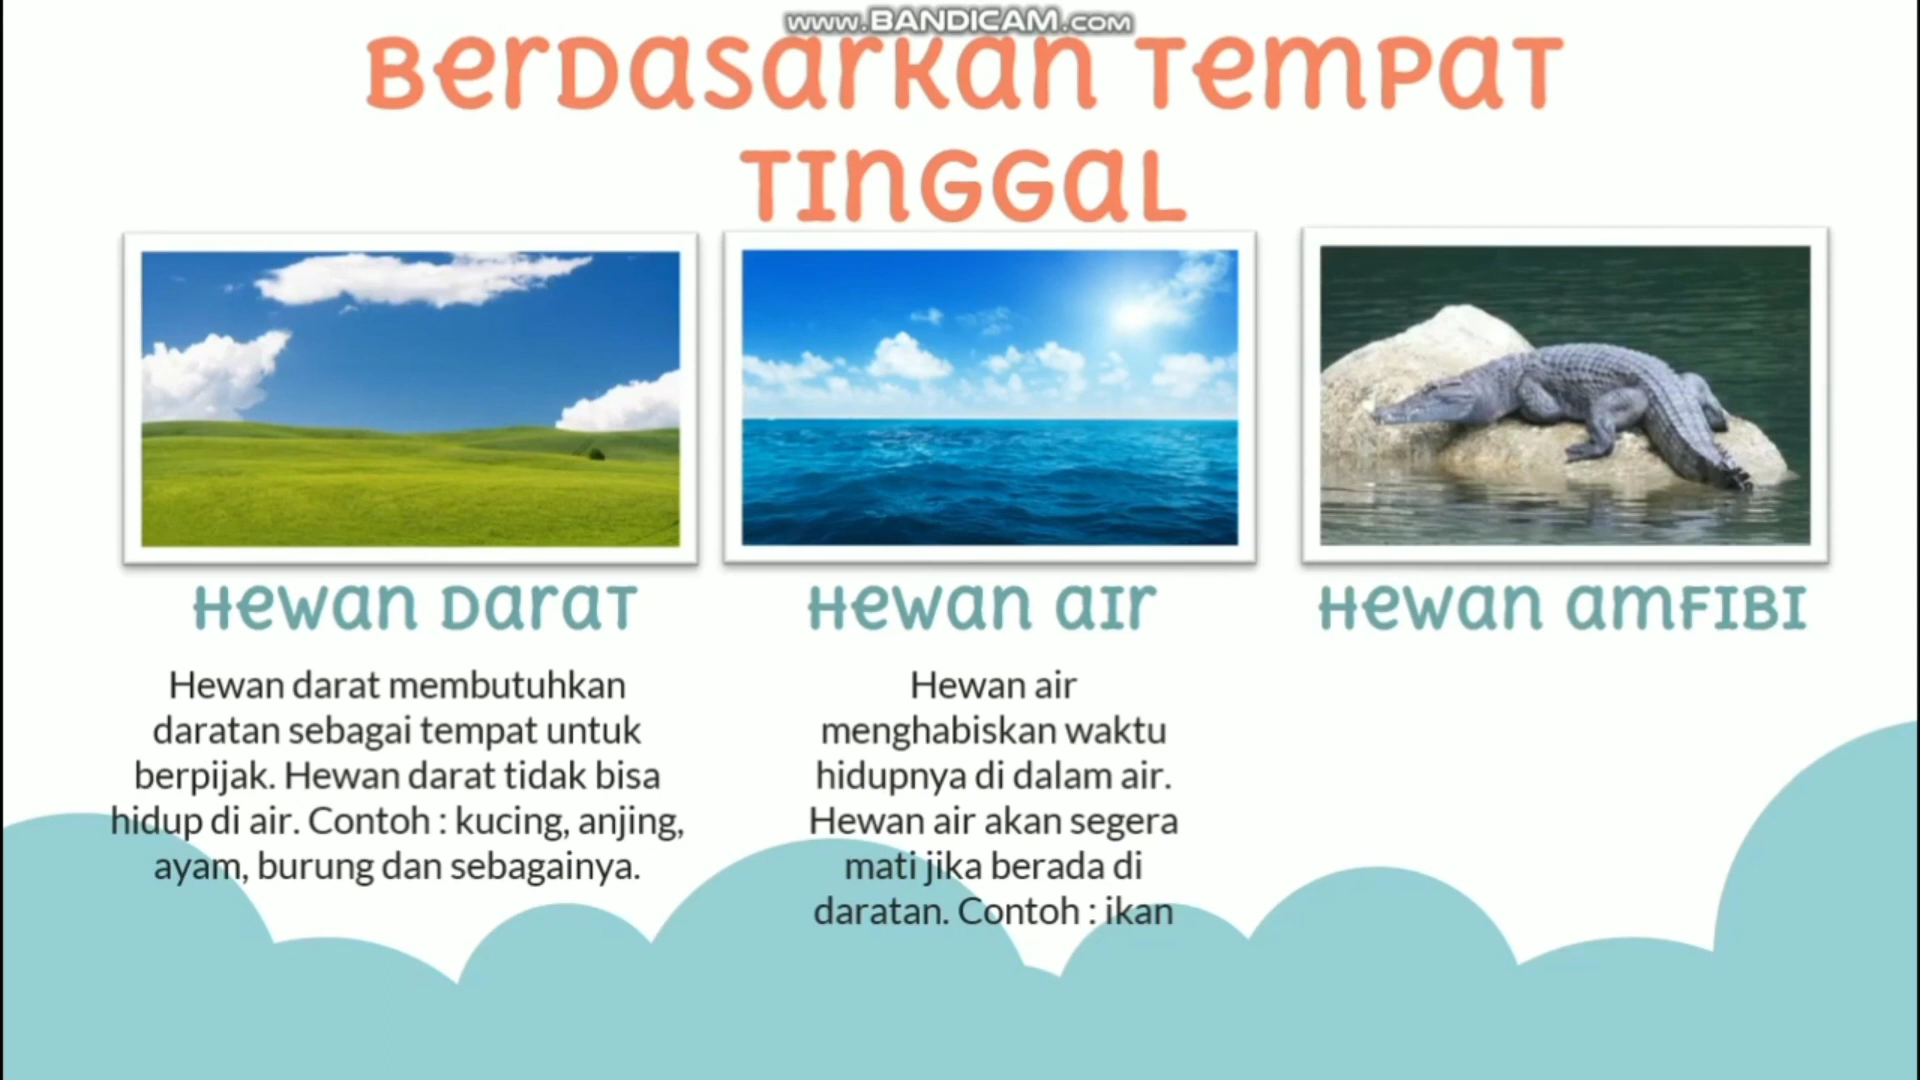 www.BANDICAM.com
Berdasarkan Tempat
Tinggal
Hewan Darat
Hewan darat membutuhkan
daratan sebagai tempat untuk
berpijak. Hewan darat tidak bisa
hidup di air. Contoh : kucing, anjing,
ayam, burung dan sebagainya.
Hewan air
Hewan air
menghabiskan waktu
hidupnya di dalam air.
Hewan air akan segera
mati jika berada di
daratan. Contoh : ikan
Hewan amfibi